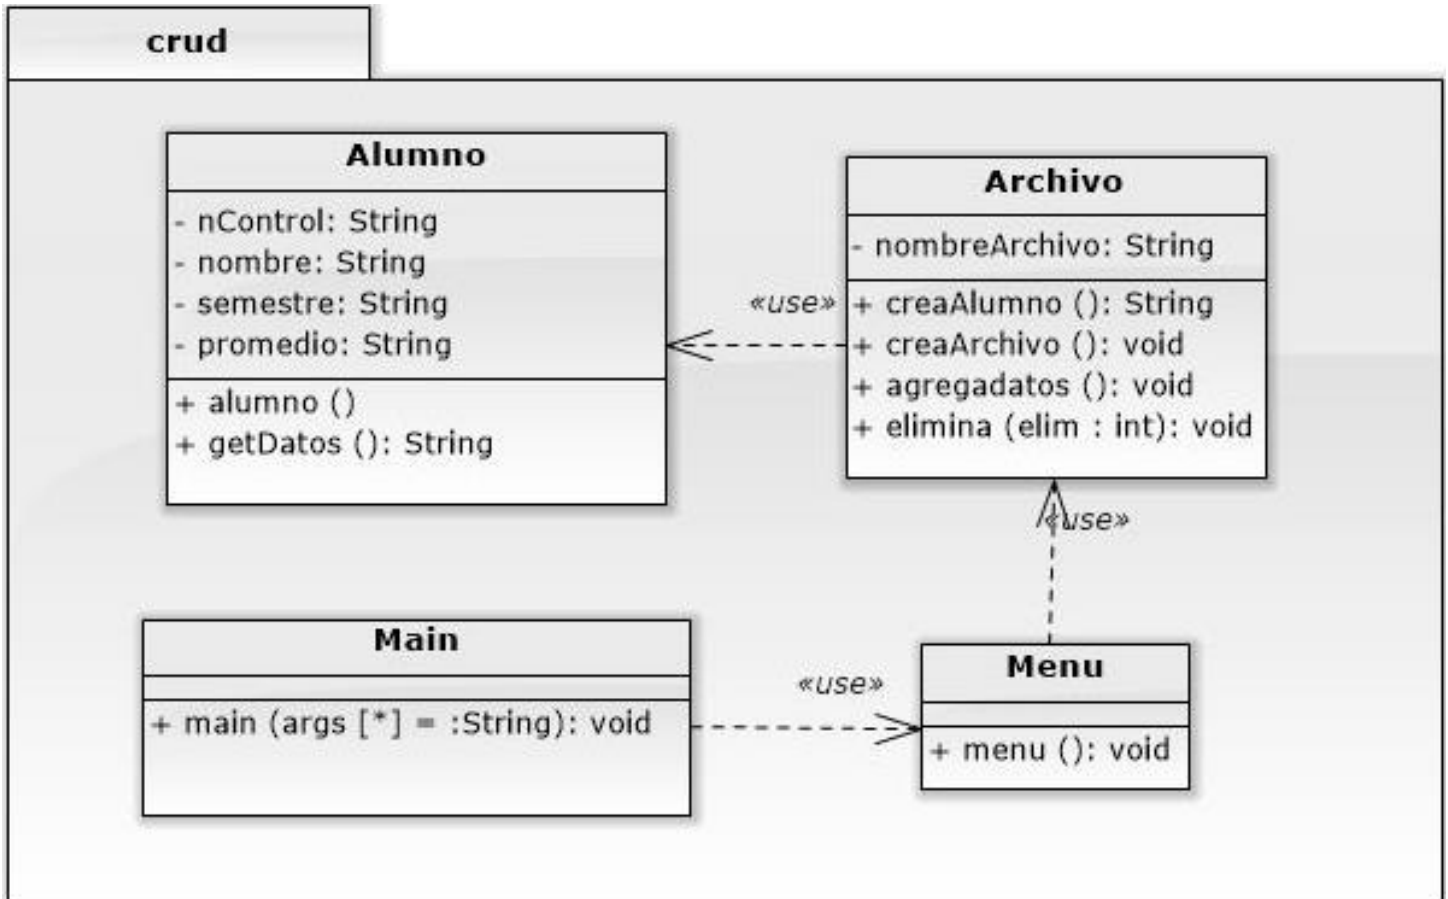 crud
Alumno
- nControl: String
- nombre: String
- semestre: String
- promedio: String
+ alumno ()
+ getDatos (): String
«use»
Archivo
- nombreArchivo: String
+ creaAlumno (): String
+ creaArchivo (): void
+ agregadatos (): void
+ elimina (elim : int): void
«use»
Main
+ main (args [*] = :String): void
«use»
Menu
+ menu (): void